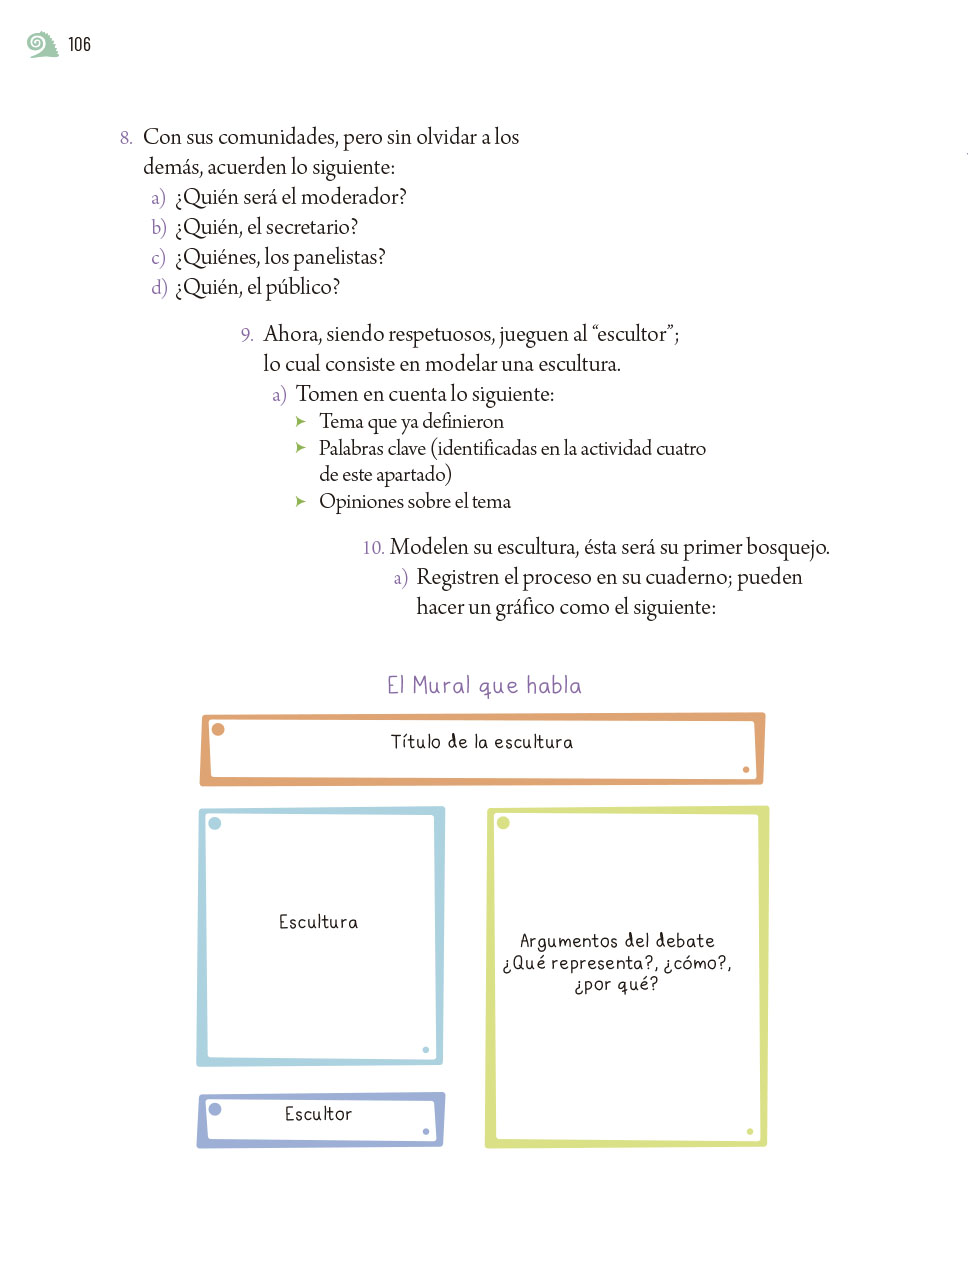 106
8. Con sus comunidades, pero sin olvidar a los
demás, acuerden lo siguiente:
a) ¿Quién será el moderador?
b) ¿Quién, el secretario?
c) ¿Quiénes, los panelistas?
d) ¿Quién, el público?
9. Ahora, siendo respetuosos, jueguen al “escultor”;
lo cual consiste en modelar una escultura.
a) Tomen en cuenta lo siguiente:
➤ Tema que ya definieron
➤ Palabras clave (identificadas en la actividad cuatro
de este apartado)
➤ Opiniones sobre el tema
10. Modelen su escultura, ésta será su primer bosquejo.
a) Registren el proceso en su cuaderno; pueden
hacer un gráfico como el siguiente:
El Mural que habla
Título de la escultura
Escultura
Argumentos del debate
¿Qué representa?, ¿cómo?,
¿por qué?
Escultor